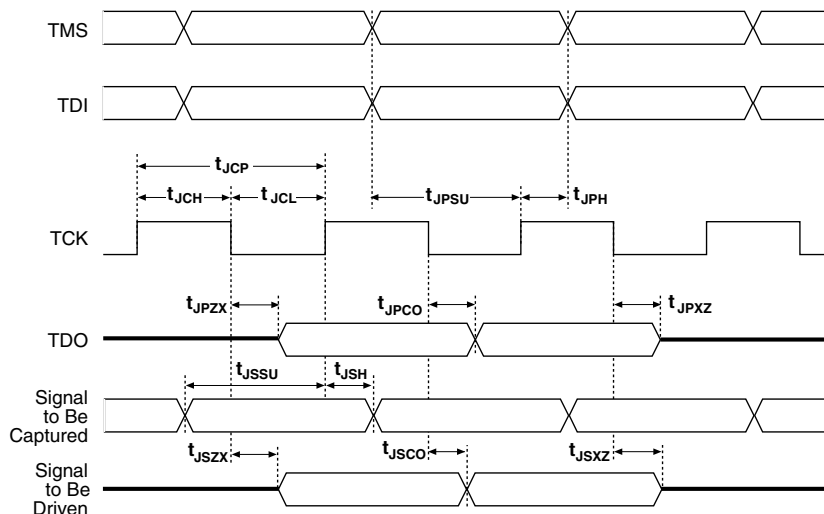 TMS
TDI
tJCP
tJCH
tJCL
tJPSU
tJPH
TCK
tJPZX
tJPCO
tJPXZ
TDO
tJSSU
tJSH
Signal
to Be
Captured
tJSZX
tJSCO
tJSXZ
Signal
to Be
Driven